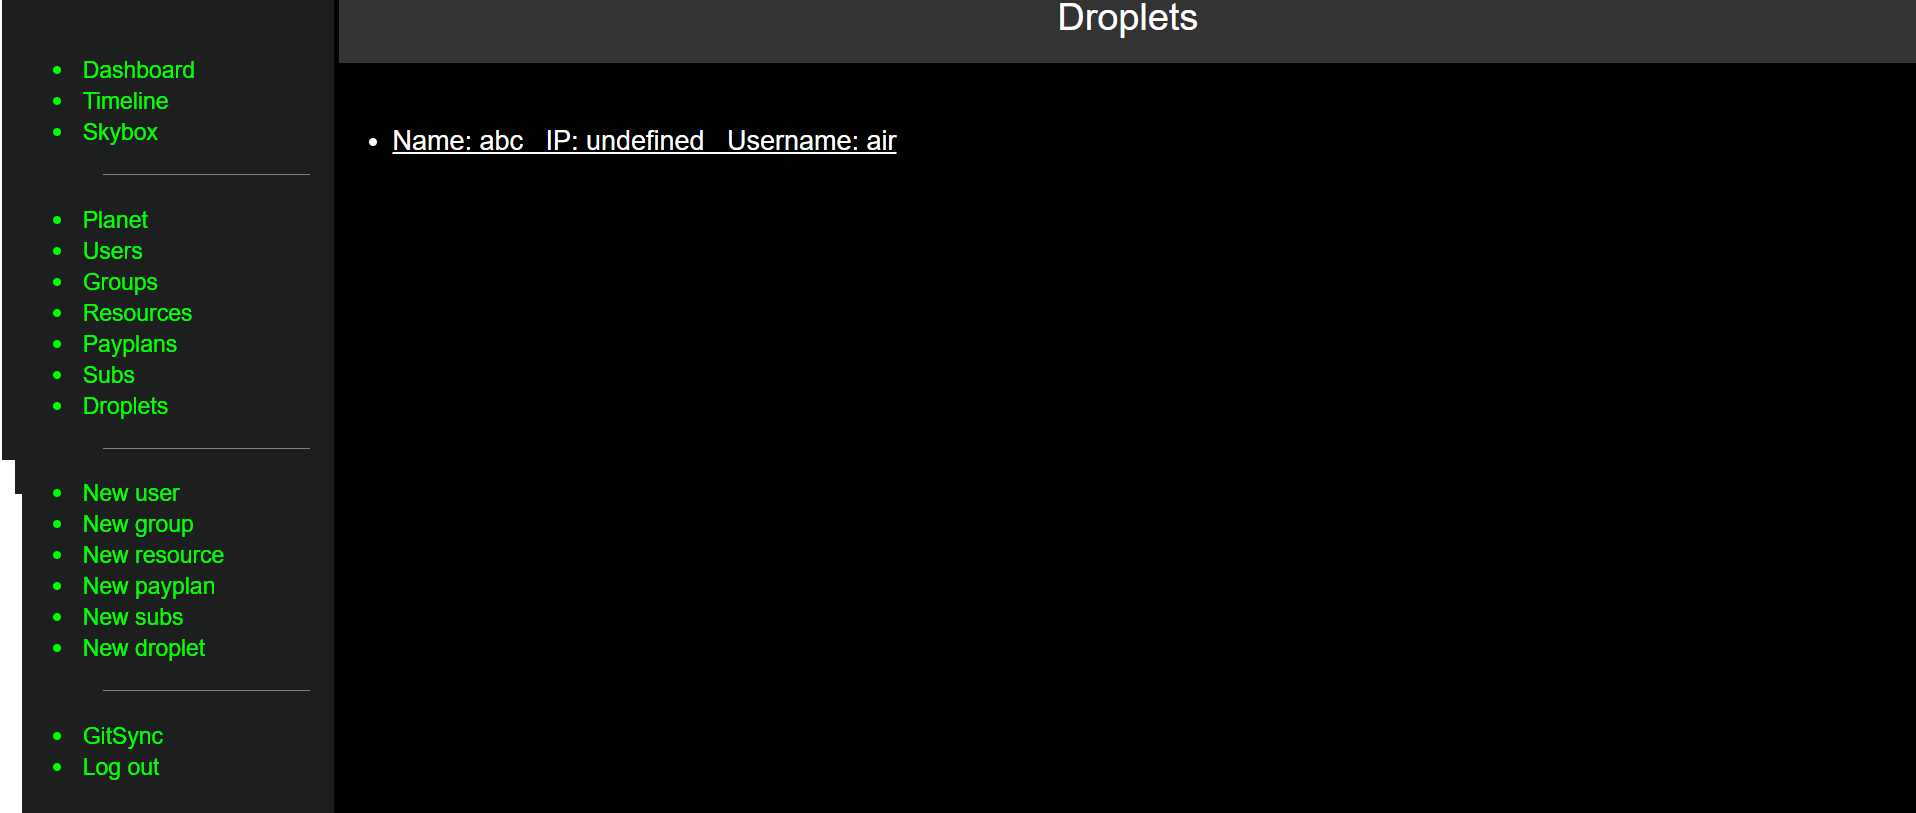 Droplets
Dashboard
Timeline
Skybox
Planet
Users
Groups
Resources
Payplans
Subs
Droplets
New user
New group
New resource
New payplan
New subs
New droplet
GitSync
Log out
Name: abc   IP: undefined   Username: air